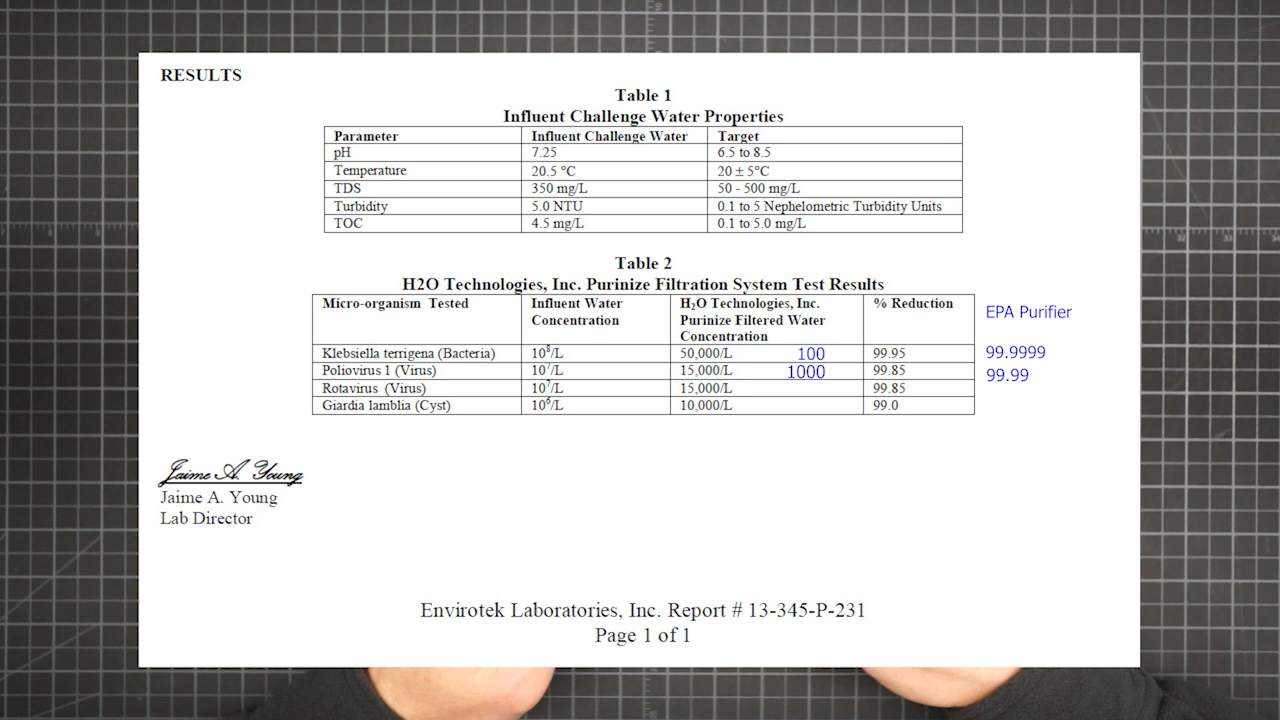 RESULTS
Table 1
Influent Challenge Water Properties
Parameter Influent Challenge Water Target
pH 7.25 6.5 to 8.5
Temperature 20.5 °C 20 ± 5°C
TDS 350 mg/L 50 - 500 mg/L
Turbidity 5.0 NTU 0.1 to 5 Nephelometric Turbidity Units
TOC 4.5 mg/L 0.1 to 5.0 mg/L
Table 2
H2O Technologies, Inc. Purinize Filtration System Test Results
Micro-organism Tested Influent Water H₂O Technologies, Inc. % Reduction
Concentration Purinize Filtered Water EPA Purifier
Concentration
Klebsiella terrigena (Bacteria) 10⁸/L 50,000/L 100 99.95 99.9999
Poliovirus 1 (Virus) 10⁷/L 15,000/L 1000 99.85 99.99
Rotavirus (Virus) 10⁷/L 15,000/L 99.85
Giardia lamblia (Cyst) 10⁶/L 10,000/L 99.0
Jaime A. Young
Jaime A. Young
Lab Director
Envirotek Laboratories, Inc. Report # 13-345-P-231
Page 1 of 1